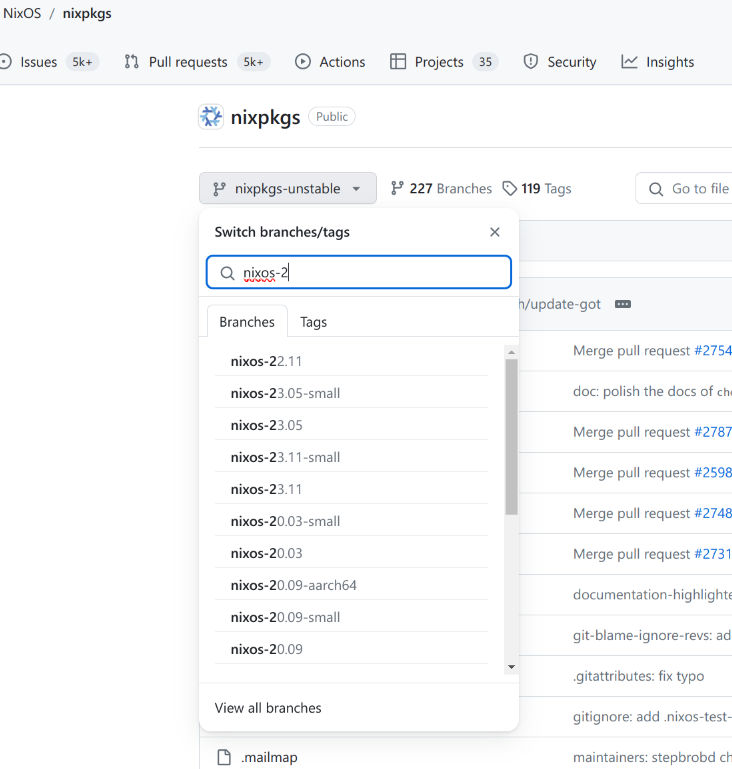 NixOS / nixpkgs
Issues 5k+ Pull requests 5k+ Actions Projects 35 Security Insights
nixpkgs Public
nixpkgs-unstable 227 Branches 119 Tags Go to file
Switch branches/tags
nixos-2
h/update-got
Branches Tags
nixos-22.11
Merge pull request #2754
nixos-23.05-small
doc: polish the docs of
nixos-23.05
Merge pull request #2787
nixos-23.11-small
Merge pull request #2598
nixos-23.11
nixos-20.03-small
Merge pull request #2748
nixos-20.03
Merge pull request #2731
nixos-20.09-aarch64
documentation-highlighte
nixos-20.09-small
git-blame-ignore-revs: ad
nixos-20.09
.gitattributes: fix typo
View all branches
gitignore: add .nixos-test-
.mailmap
maintainers: stepbrobd ch